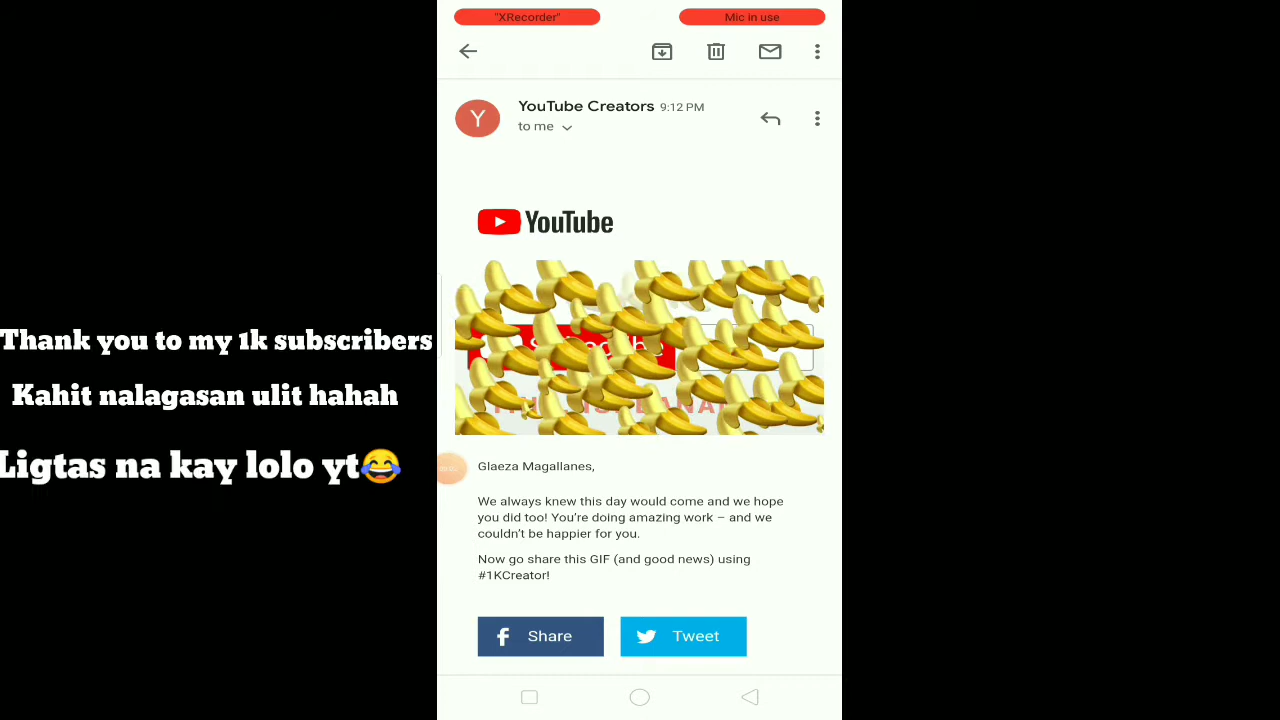 "XRecorder"
Mic in use
YouTube Creators 9:12 PM
to me
Y
YouTube
Thank you to my 1k subscribers
Kahit nalagasan ulit hahah
Ligtas na kay lolo yt😂
Glaeza Magallanes,
We always knew this day would come and we hope
you did too! You're doing amazing work – and we
couldn't be happier for you.
Now go share this GIF (and good news) using
#1KCreator!
Share
Tweet